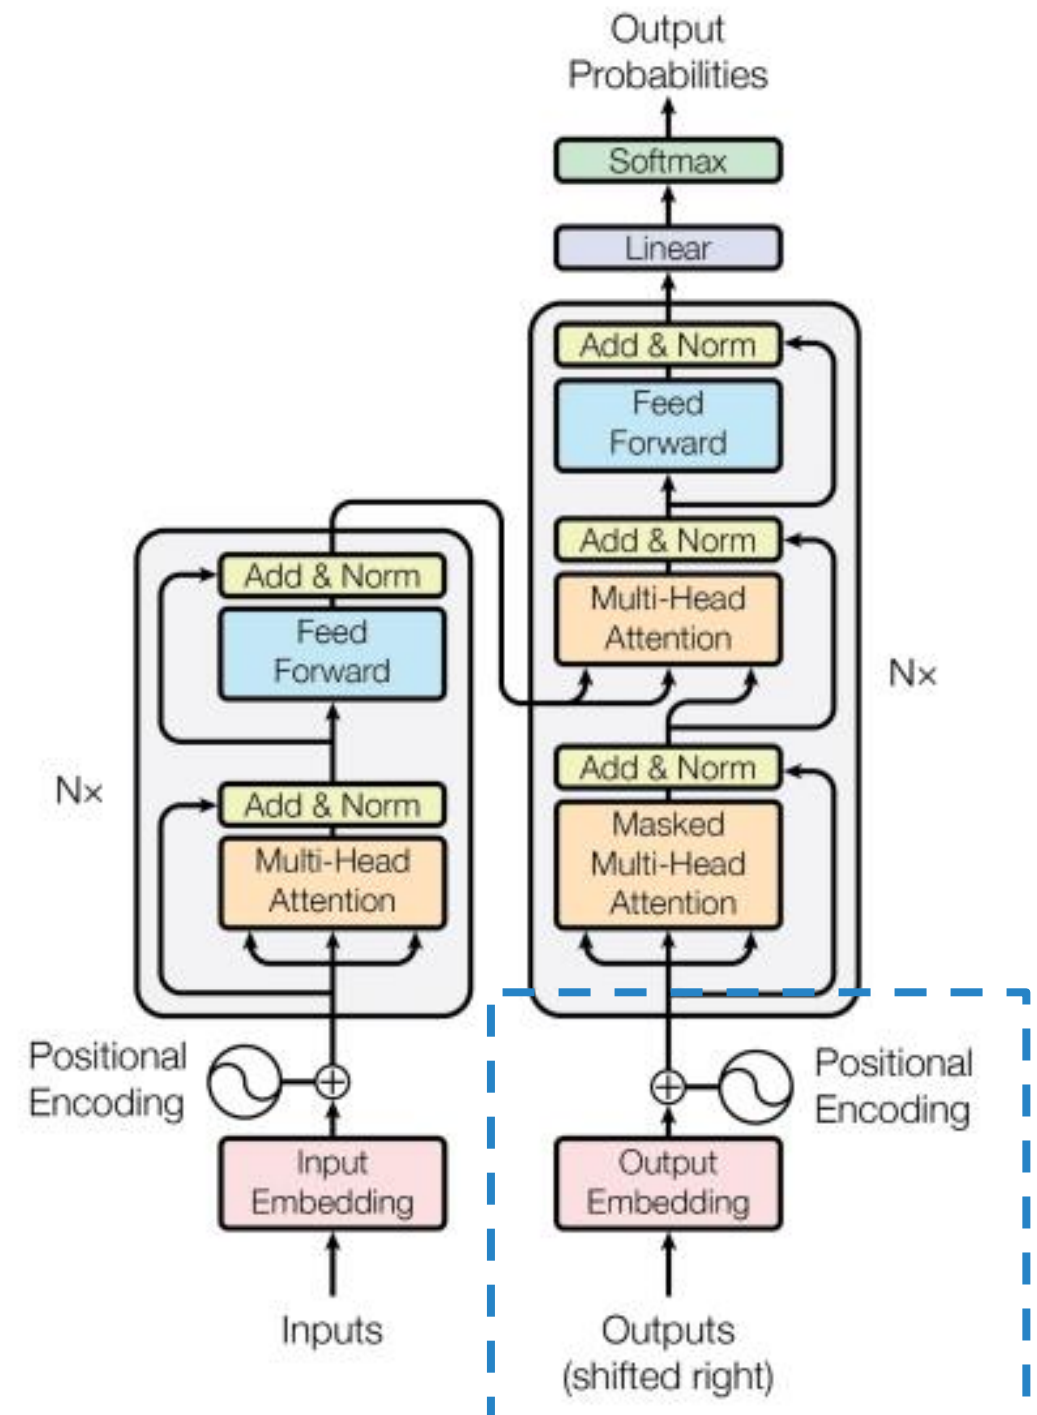 Output
Probabilities
Softmax
Linear
Add & Norm
Feed
Forward
Add & Norm
Multi-Head
Attention
Nx
Add & Norm
Masked
Multi-Head
Attention
Add & Norm
Feed
Forward
Nx
Add & Norm
Multi-Head
Attention
Positional
Encoding
Input
Embedding
Inputs
Positional
Encoding
Output
Embedding
Outputs
(shifted right)